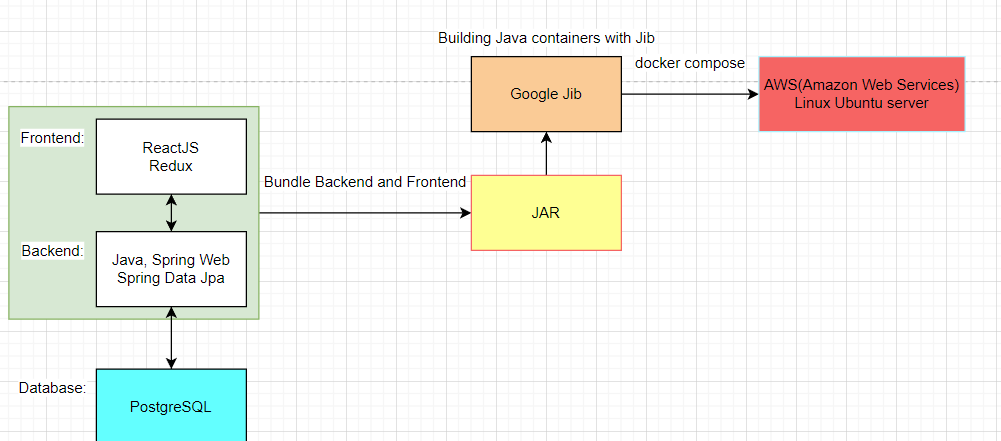 Building Java containers with Jib
docker compose
Google Jib
AWS(Amazon Web Services)
Linux Ubuntu server
Frontend:
ReactJS
Redux
Bundle Backend and Frontend
JAR
Backend:
Java, Spring Web
Spring Data Jpa
Database:
PostgreSQL